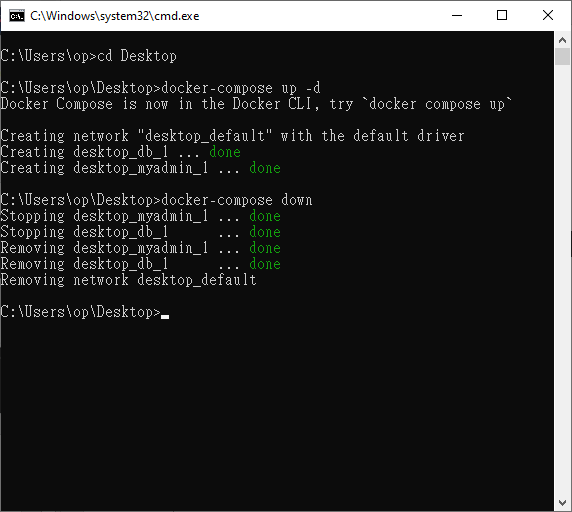 C:\Windows\system32\cmd.exe
C:\Users\op>cd Desktop
C:\Users\op\Desktop>docker-compose up -d
Docker Compose is now in the Docker CLI, try `docker compose up`
Creating network "desktop_default" with the default driver
Creating desktop_db_1 ... done
Creating desktop_myadmin_1 ... done
C:\Users\op\Desktop>docker-compose down
Stopping desktop_myadmin_1 ... done
Stopping desktop_db_1      ... done
Removing desktop_myadmin_1 ... done
Removing desktop_db_1      ... done
Removing network desktop_default
C:\Users\op\Desktop>